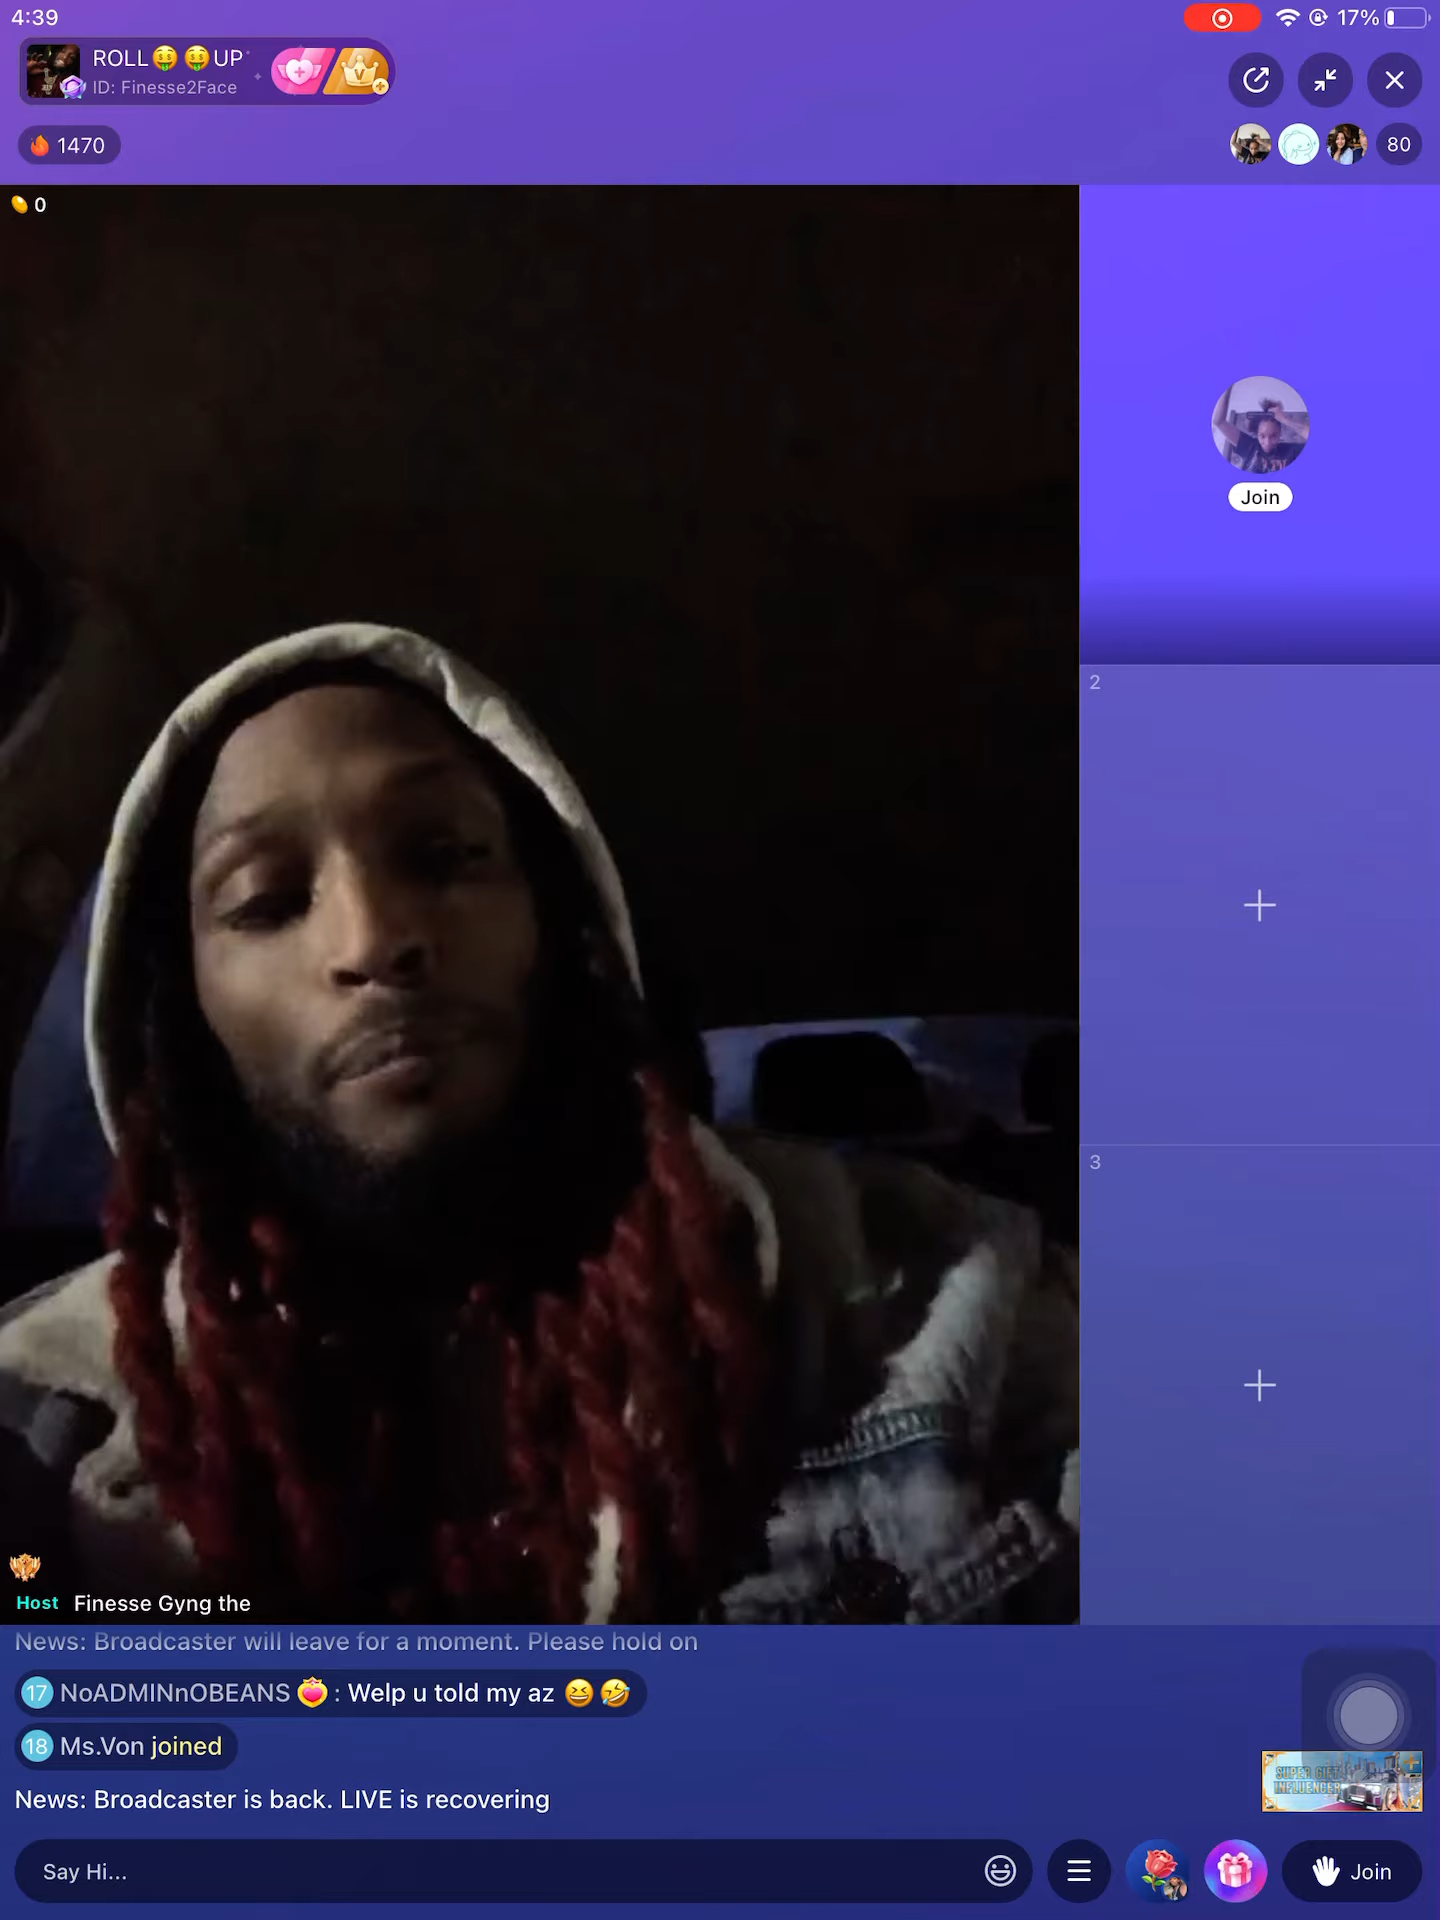 4:39
17%
ROLL🤑 🤑UP
ID: Finesse2Face
1470
80
0
Join
2
3
Host Finesse Gyng the
News: Broadcaster will leave for a moment. Please hold on
17 NoADMINnOBEANS : Welp u told my az 😆🤣
18 Ms.Von joined
SUPER GIFT
INFLUENCER
News: Broadcaster is back. LIVE is recovering
Say Hi...
Join